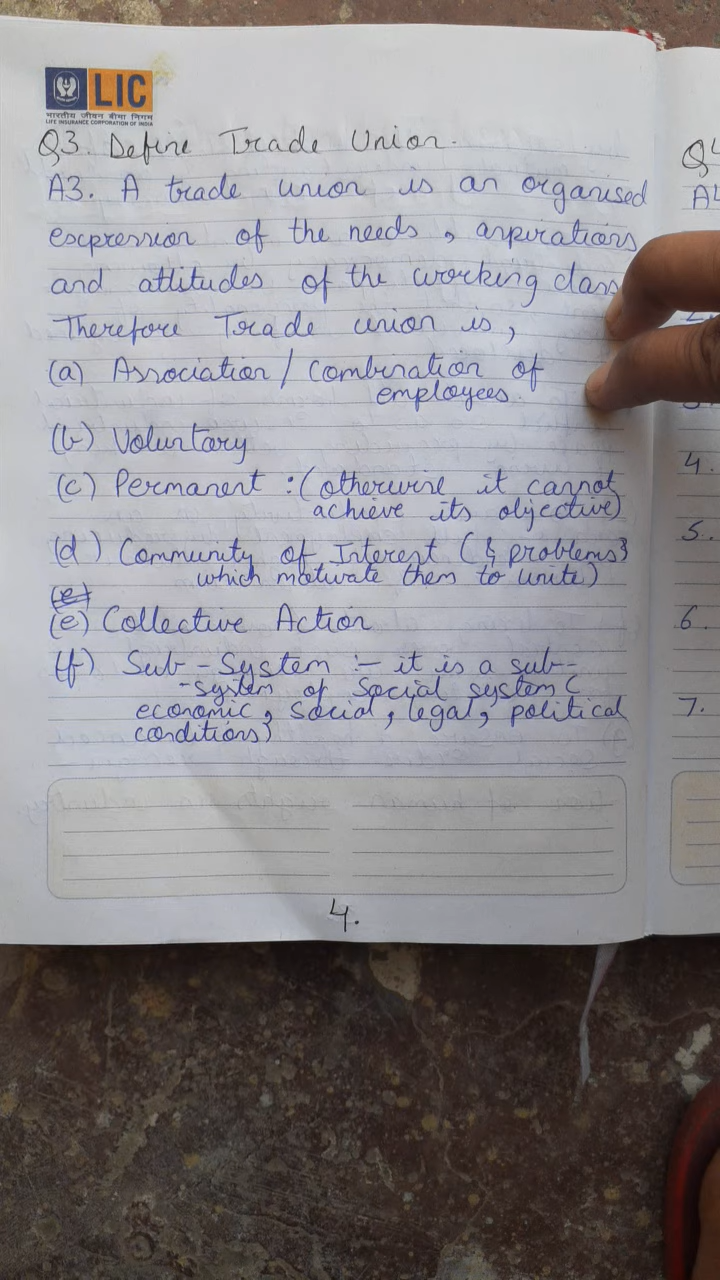 LIC
भारतीय जीवन बीमा निगम
LIFE INSURANCE CORPORATION OF INDIA
Q3. Define Trade Union.
A3. A trade union is an organised
expression of the needs, aspirations
and attitudes of the working class
Therefore Trade union is,
(a) Association / combination of
employees.
(b) Voluntary
(c) Permanent :(otherwise it cannot
achieve its objective)
(d) Community of Interest (& problems
which motivate them to unite)
(e)
(e) Collective Action
(f) Sub-System :- it is a sub-
-system of Social system (
economic, social, legal, political
conditions)
4.
Q4
A4
4.
5.
6.
7.